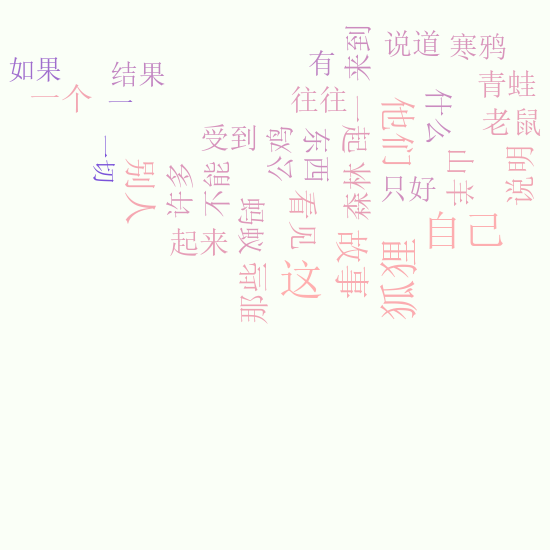 如果
一个
结果
一
一切
别人
许多
受到
不能
起来
蚂蚁
那些
公鸡
看见
这
东西
有
往往
来到
一起
森林
故事
说道
他们
只好
狐狸
什么
山羊
自己
寒鸦
青蛙
老鼠
说明